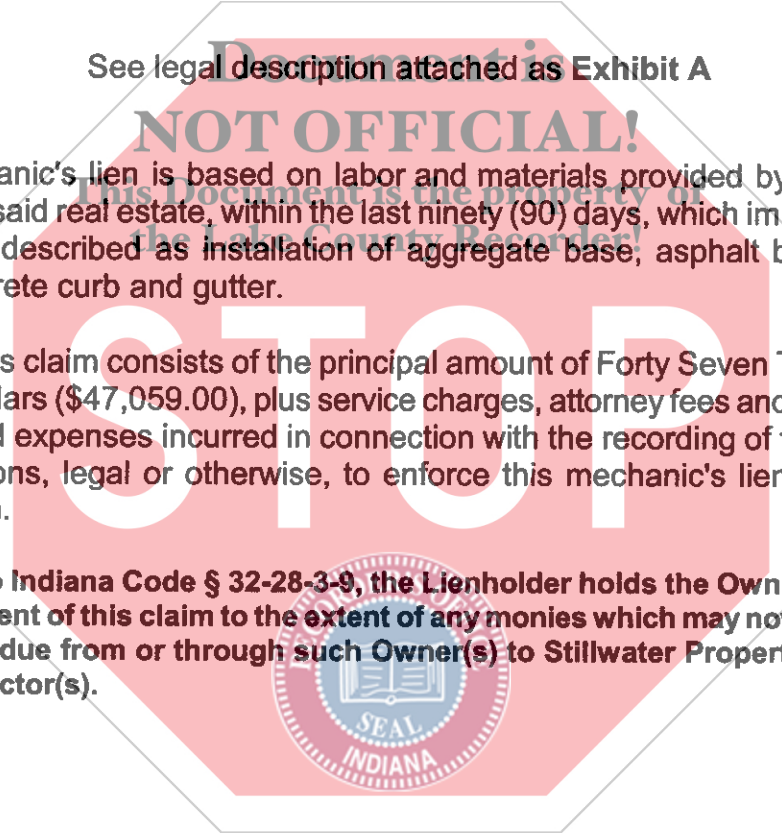 See legal description attached as Exhibit A
Document is
NOT OFFICIAL!
anic's lien is based on labor and materials provided by
This Document is the property of
said real estate, within the last ninety (90) days, which im
the Lake County Recorder!
described as installation of aggregate base; asphalt b
rete curb and gutter.
s claim consists of the principal amount of Forty Seven T
lars ($47,059.00), plus service charges, attorney fees and
d expenses incurred in connection with the recording of
ons, legal or otherwise, to enforce this mechanic's lien
STOP
Indiana Code § 32-28-3-9, the Lienholder holds the Own
ent of this claim to the extent of any monies which may no
due from or through such Owner(s) to Stillwater Propert
ctor(s).
SEAL
INDIANA